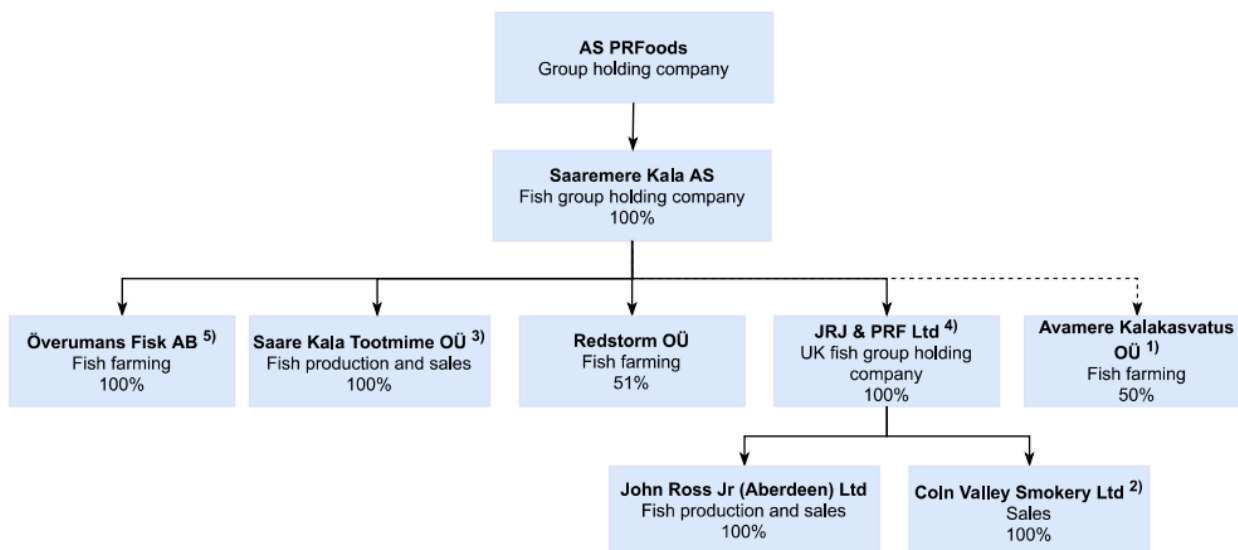 AS PRFoods
Group holding company
Saaremere Kala AS
Fish group holding company
100%
Överumans Fisk AB 5)
Fish farming
100%
Saare Kala Tootmime OÜ 3)
Fish production and sales
100%
Redstorm OÜ
Fish farming
51%
JRJ & PRF Ltd 4)
UK fish group holding
company
100%
Avamere Kalakasvatus
OÜ 1)
Fish farming
50%
John Ross Jr (Aberdeen) Ltd
Fish production and sales
100%
Coln Valley Smokery Ltd 2)
Sales
100%